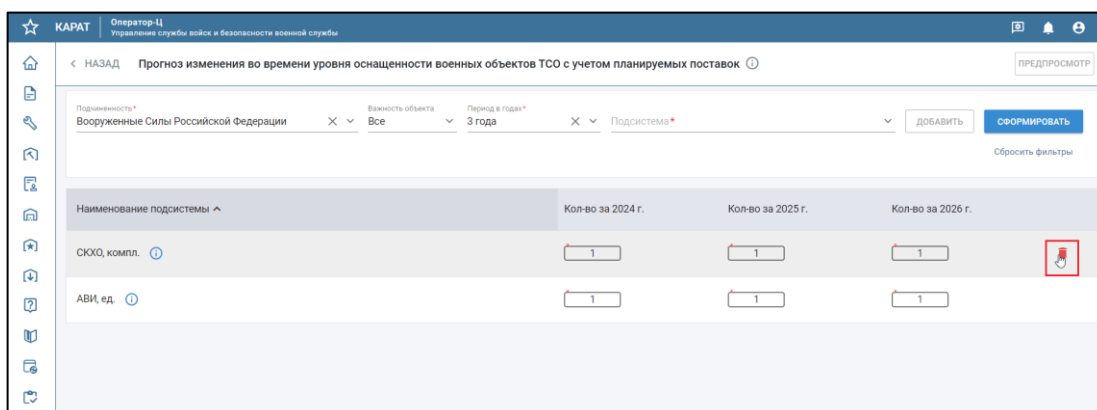 КАРАТ
Оператор-Ц
Управление службы войск и безопасности военной службы
НАЗАД Прогноз изменения во времени уровня оснащенности военных объектов ТСО с учетом планируемых поставок
ПРЕДПРОСМОТР
Подчиненность* Важность объекта Период в годах*
Вооруженные Силы Российской Федерации Все 3 года Подсистема* ДОБАВИТЬ СФОРМИРОВАТЬ
Сбросить фильтры
Наименование подсистемы Кол-во за 2024 г. Кол-во за 2025 г. Кол-во за 2026 г.
СКХО, компл. * 1 * 1 * 1
АВИ, ед. * 1 * 1 * 1